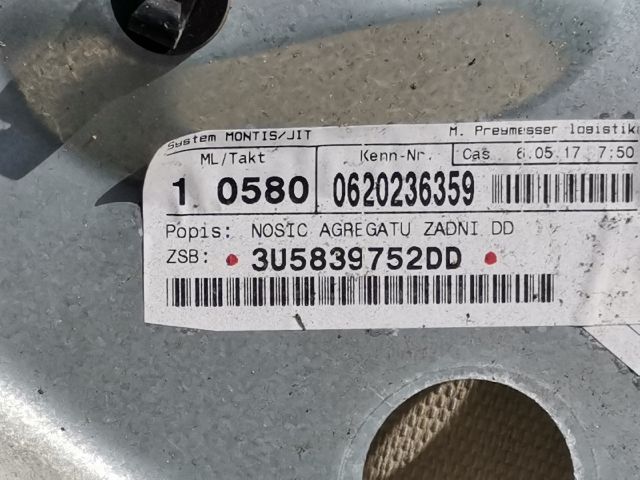 System MONTIS/JIT M. Preymesser logistika
ML/Takt Kenn-Nr. Cas 6.05.17 7:50
1 0580 0620236359
Popis: NOSIC AGREGATU ZADNI DD
ZSB: 3U5839752DD